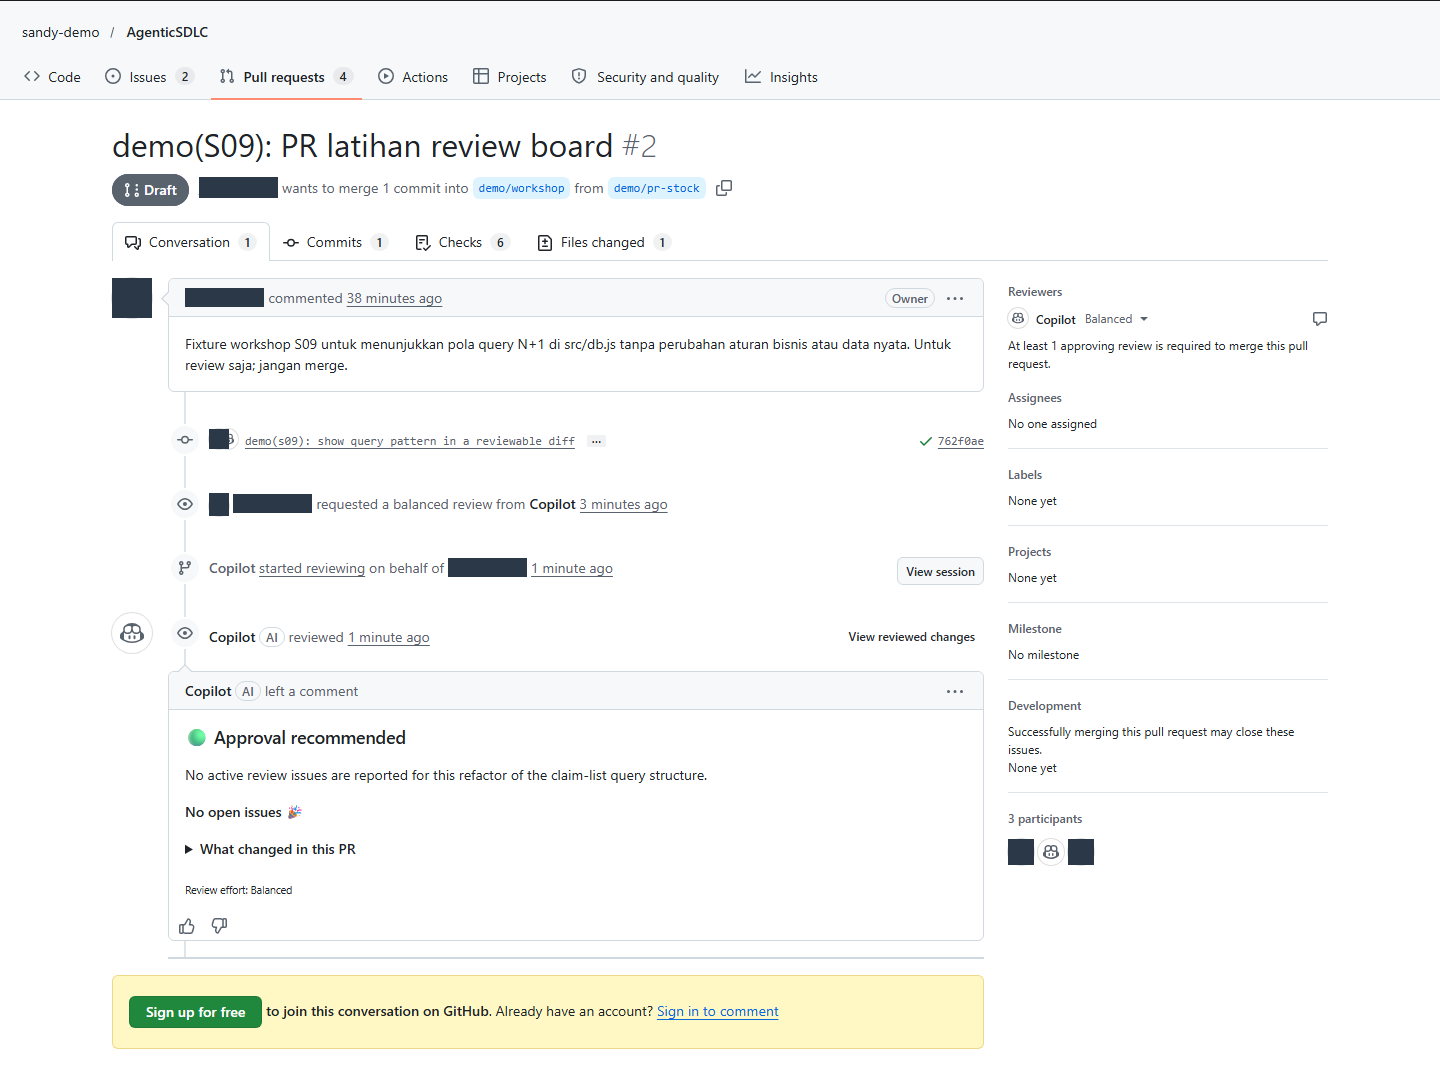 sandy-demo / AgenticSDLC
Code
Issues 2
Pull requests 4
Actions
Projects
Security and quality
Insights
demo(S09): PR latihan review board #2
Draft
wants to merge 1 commit into demo/workshop from demo/pr-stock
Conversation 1
Commits 1
Checks 6
Files changed 1
commented 38 minutes ago
Owner
Fixture workshop S09 untuk menunjukkan pola query N+1 di src/db.js tanpa perubahan aturan bisnis atau data nyata. Untuk
review saja; jangan merge.
demo(s09): show query pattern in a reviewable diff
762f0ae
requested a balanced review from Copilot 3 minutes ago
Copilot started reviewing on behalf of 1 minute ago
View session
Copilot AI reviewed 1 minute ago
View reviewed changes
Copilot AI left a comment
Approval recommended
No active review issues are reported for this refactor of the claim-list query structure.
No open issues 🎉
What changed in this PR
Review effort: Balanced
Sign up for free to join this conversation on GitHub. Already have an account? Sign in to comment
Reviewers
Copilot Balanced
At least 1 approving review is required to merge this pull
request.
Assignees
No one assigned
Labels
None yet
Projects
None yet
Milestone
No milestone
Development
Successfully merging this pull request may close these
issues.
None yet
3 participants